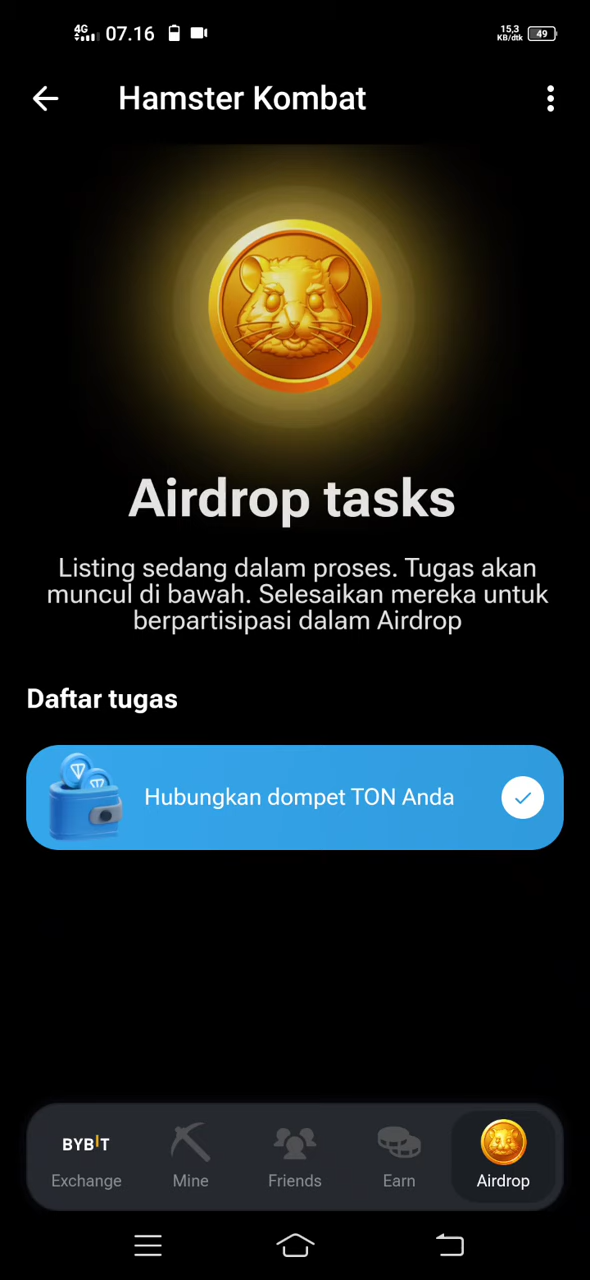 4G 07.16 15,3 KB/dtk 49
Hamster Kombat
Airdrop tasks
Listing sedang dalam proses. Tugas akan
muncul di bawah. Selesaikan mereka untuk
berpartisipasi dalam Airdrop
Daftar tugas
Hubungkan dompet TON Anda
BYBIT
Exchange Mine Friends Earn Airdrop